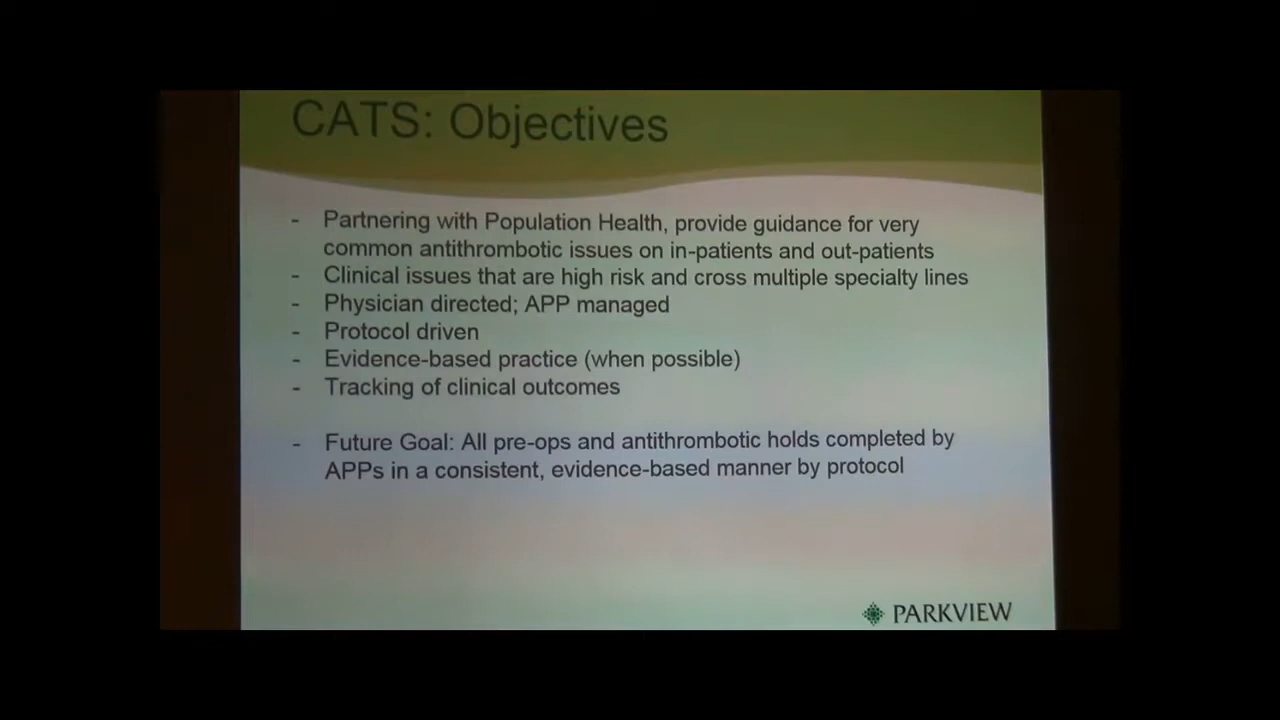 CATS: Objectives
- Partnering with Population Health, provide guidance for very
common antithrombotic issues on in-patients and out-patients
- Clinical issues that are high risk and cross multiple specialty lines
- Physician directed; APP managed
- Protocol driven
- Evidence-based practice (when possible)
- Tracking of clinical outcomes
- Future Goal: All pre-ops and antithrombotic holds completed by
APPs in a consistent, evidence-based manner by protocol
PARKVIEW